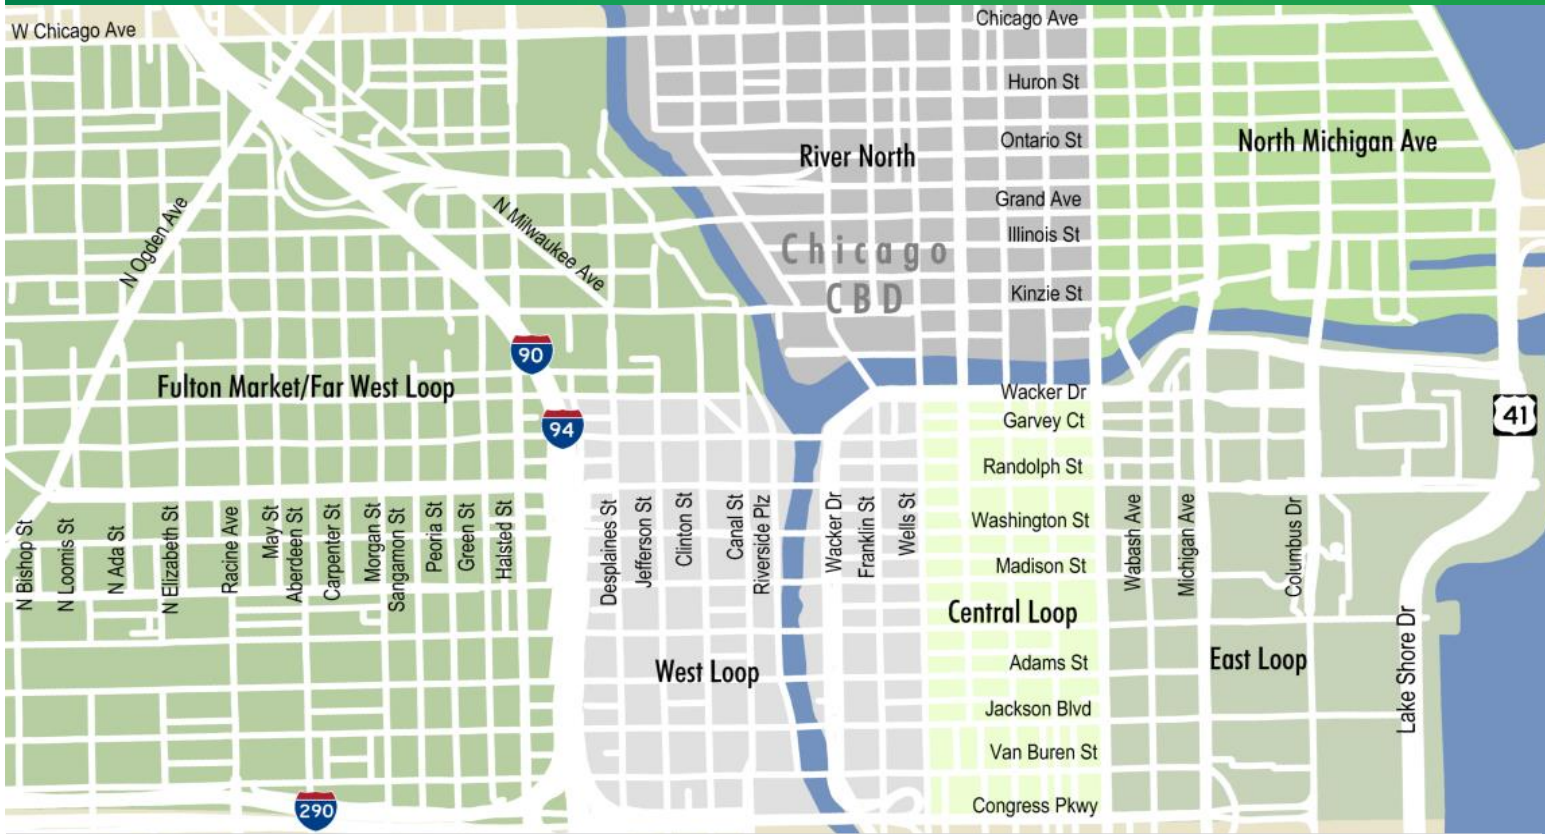 W Chicago Ave
Chicago Ave
Huron St
Ontario St
North Michigan Ave
River North
Grand Ave
N Ogden Ave
N Milwaukee Ave
Illinois St
Chicago
CBD
Kinzie St
90
Fulton Market/Far West Loop
Wacker Dr
41
94
Garvey Ct
Randolph St
N Bishop St
N Loomis St
N Ada St
N Elizabeth St
Racine Ave
May St
Aberdeen St
Carpenter St
Morgan St
Sangamon St
Peoria St
Green St
Halsted St
Desplaines St
Jefferson St
Clinton St
Canal St
Riverside Plz
Wacker Dr
Franklin St
Wells St
Washington St
Wabash Ave
Michigan Ave
Columbus Dr
Madison St
Central Loop
Lake Shore Dr
West Loop
Adams St
East Loop
Jackson Blvd
Van Buren St
290
Congress Pkwy